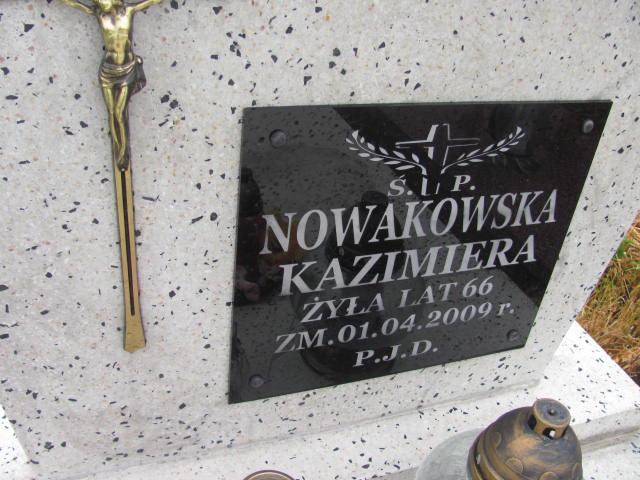 Ś. P.
NOWAKOWSKA
KAZIMIERA
ŻYŁA LAT 66
ZM. 01.04.2009 r.
P.J.D.